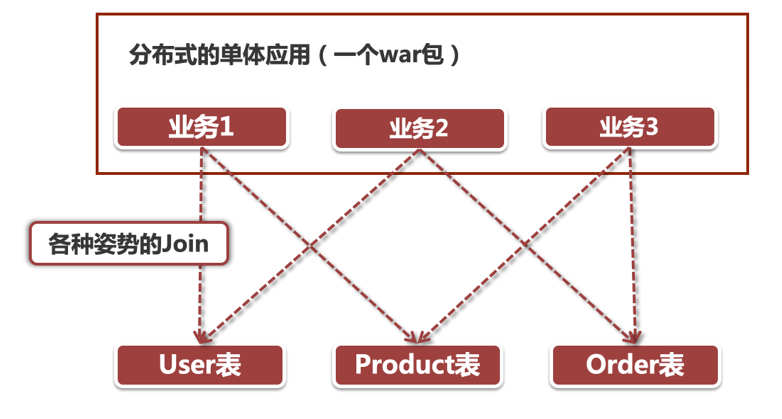 分布式的单体应用（一个war包）
业务1
业务2
业务3
各种姿势的Join
User表
Product表
Order表